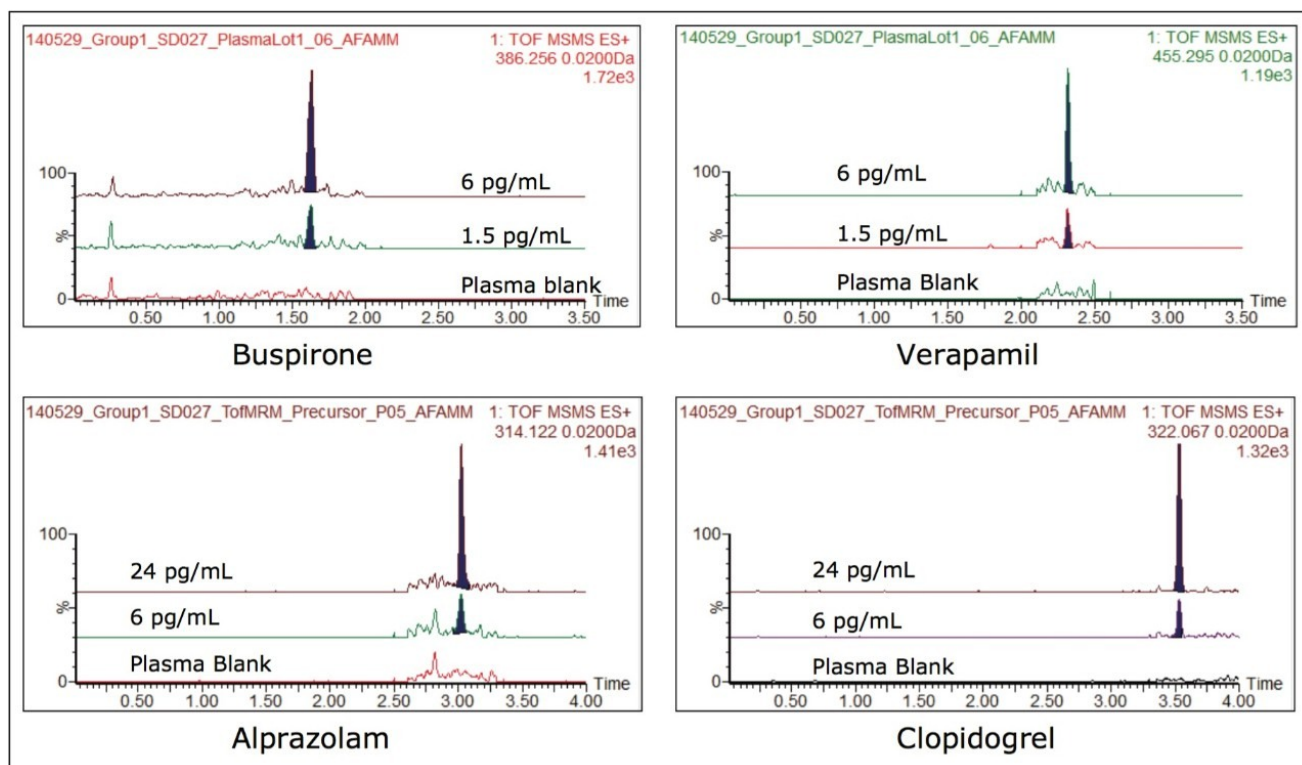 140529_Group1_SD027_PlasmaLot1_06_AFAMM
1: TOF MSMS ES+
386.256 0.0200Da
1.72e3
100
%
0
6 pg/mL
1.5 pg/mL
Plasma blank
Time
0.50 1.00 1.50 2.00 2.50 3.00 3.50
Buspirone
140529_Group1_SD027_PlasmaLot1_06_AFAMM
1: TOF MSMS ES+
455.295 0.0200Da
1.19e3
100
%
0
6 pg/mL
1.5 pg/mL
Plasma Blank
Time
0.50 1.00 1.50 2.00 2.50 3.00 3.50
Verapamil
140529_Group1_SD027_TofMRM_Precursor_P05_AFAMM
1: TOF MSMS ES+
314.122 0.0200Da
1.41e3
100
%
0
24 pg/mL
6 pg/mL
Plasma Blank
Time
0.50 1.00 1.50 2.00 2.50 3.00 3.50 4.00
Alprazolam
140529_Group1_SD027_TofMRM_Precursor_P05_AFAMM
1: TOF MSMS ES+
322.067 0.0200Da
1.32e3
100
%
0
24 pg/mL
6 pg/mL
Plasma Blank
Time
0.50 1.00 1.50 2.00 2.50 3.00 3.50 4.00
Clopidogrel